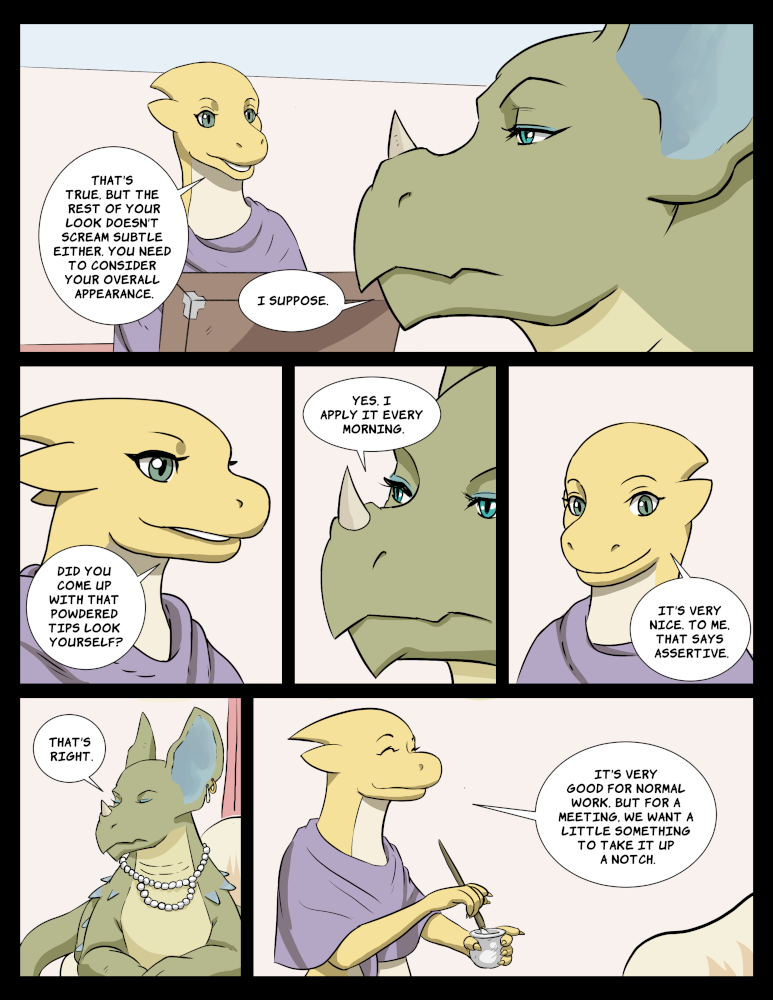 THAT'S
TRUE. BUT THE
REST OF YOUR
LOOK DOESN'T
SCREAM SUBTLE
EITHER. YOU NEED
TO CONSIDER
YOUR OVERALL
APPEARANCE.
I SUPPOSE.
DID YOU
COME UP
WITH THAT
POWDERED
TIPS LOOK
YOURSELF?
YES. I
APPLY IT EVERY
MORNING.
IT'S VERY
NICE. TO ME,
THAT SAYS
ASSERTIVE.
THAT'S
RIGHT.
IT'S VERY
GOOD FOR NORMAL
WORK. BUT FOR A
MEETING, WE WANT A
LITTLE SOMETHING
TO TAKE IT UP
A NOTCH.